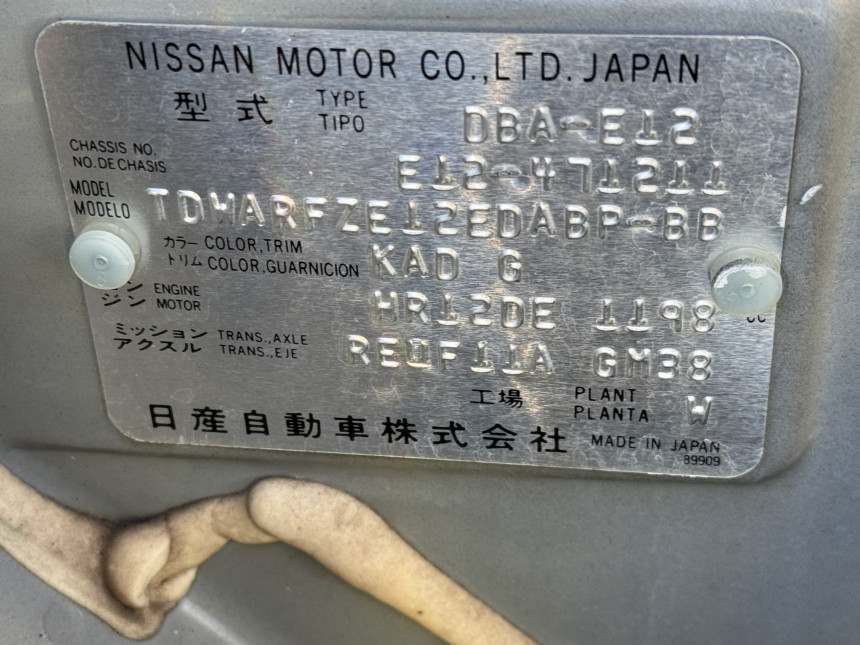 NISSAN MOTOR CO.,LTD. JAPAN
型式 TYPE TIPO DBA-E12
CHASSIS NO. NO.DE CHASIS E12-471211
MODEL MODELO TDWARFZE12EDABP-BB
カラー COLOR,TRIM
トリム COLOR,GUARNICION KAD G
ン ENGINE
ジン MOTOR HR12DE 1198 cc
ミッション TRANS.,AXLE
アクスル TRANS.,EJE RE0F11A GM38
工場 PLANT PLANTA W
日産自動車株式会社 MADE IN JAPAN
89909